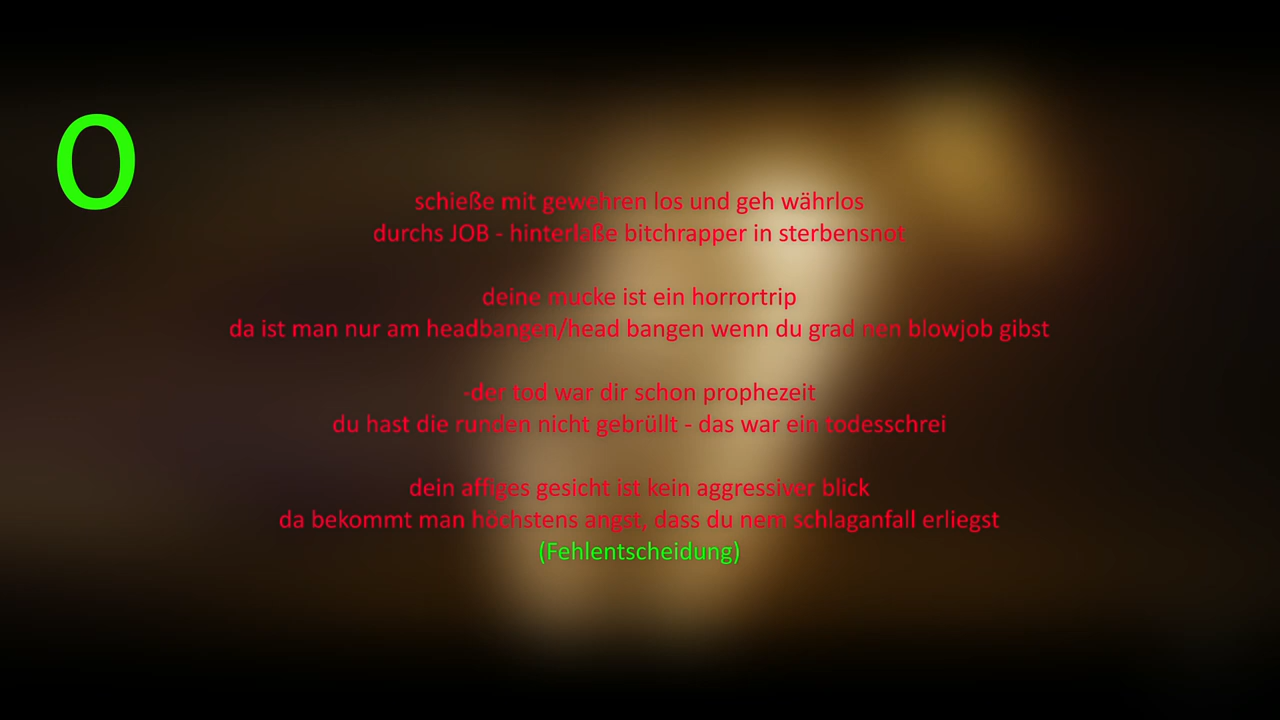 0
schieße mit gewehren los und geh währlos
durchs JOB - hinterlaße bitchrapper in sterbensnot
deine mucke ist ein horrortrip
da ist man nur am headbangen/head bangen wenn du grad nen blowjob gibst
-der tod war dir schon prophezeit
du hast die runden nicht gebrüllt - das war ein todesschrei
dein affiges gesicht ist kein aggressiver blick
da bekommt man höchstens angst, dass du nem schlaganfall erliegst
(Fehlentscheidung)